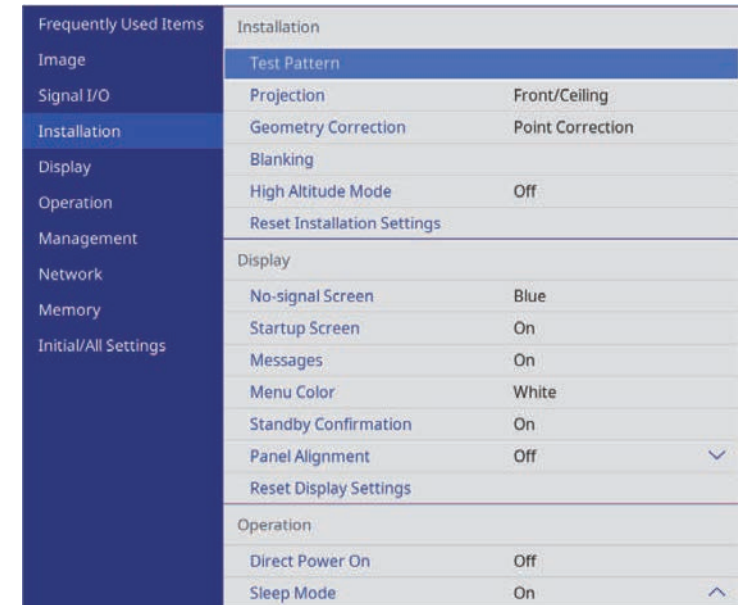 Frequently Used Items
Image
Signal I/O
Installation
Display
Operation
Management
Network
Memory
Initial/All Settings
Installation
Test Pattern
Projection Front/Ceiling
Geometry Correction Point Correction
Blanking
High Altitude Mode Off
Reset Installation Settings
Display
No-signal Screen Blue
Startup Screen On
Messages On
Menu Color White
Standby Confirmation On
Panel Alignment Off
Reset Display Settings
Operation
Direct Power On Off
Sleep Mode On